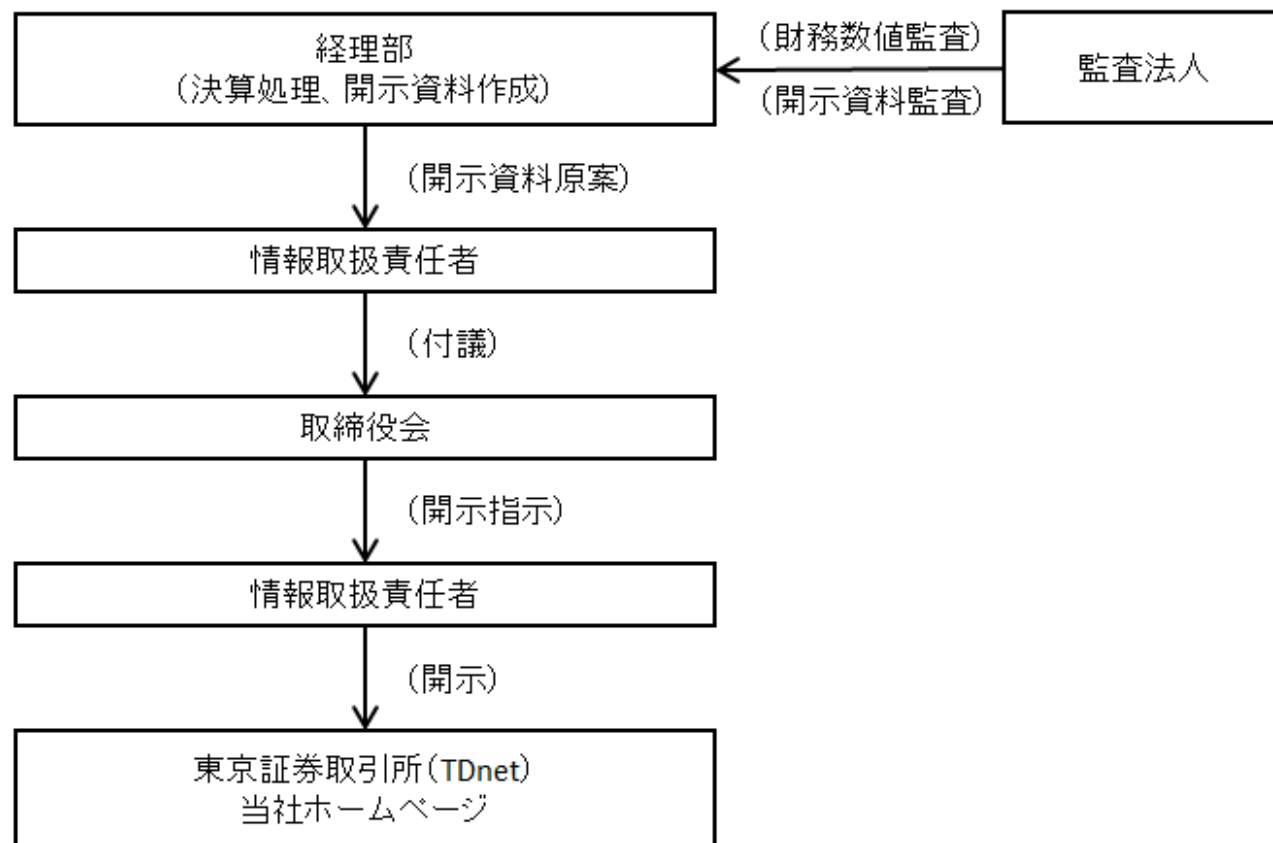 経理部
(決算処理、開示資料作成)
(財務数値監査)
(開示資料監査)
監査法人
(開示資料原案)
情報取扱責任者
(付議)
取締役会
(開示指示)
情報取扱責任者
(開示)
東京証券取引所(TDnet)
当社ホームページ